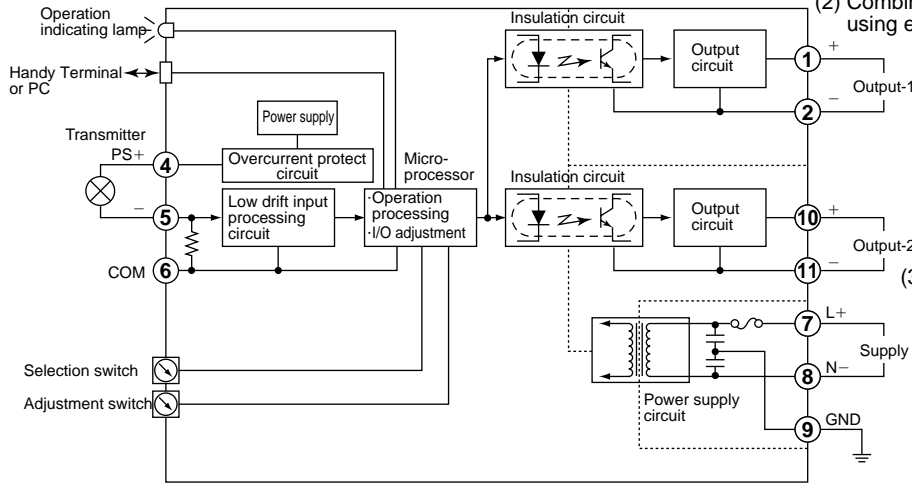 Operation
indicating lamp
Handy Terminal
or PC
Transmitter
PS+
4
−
5
COM
6
Power supply
Overcurrent protect
circuit
Low drift input
processing
circuit
Micro-
processor
·Operation
processing
·I/O adjustment
Selection switch
Adjustment switch
Insulation circuit
Output
circuit
1
+
Output-1
2
−
Insulation circuit
Output
circuit
10
+
Output-2
11
−
7
L+
Supply
8
N−
Power supply
circuit
9
GND
(2) Combin
using e
(3